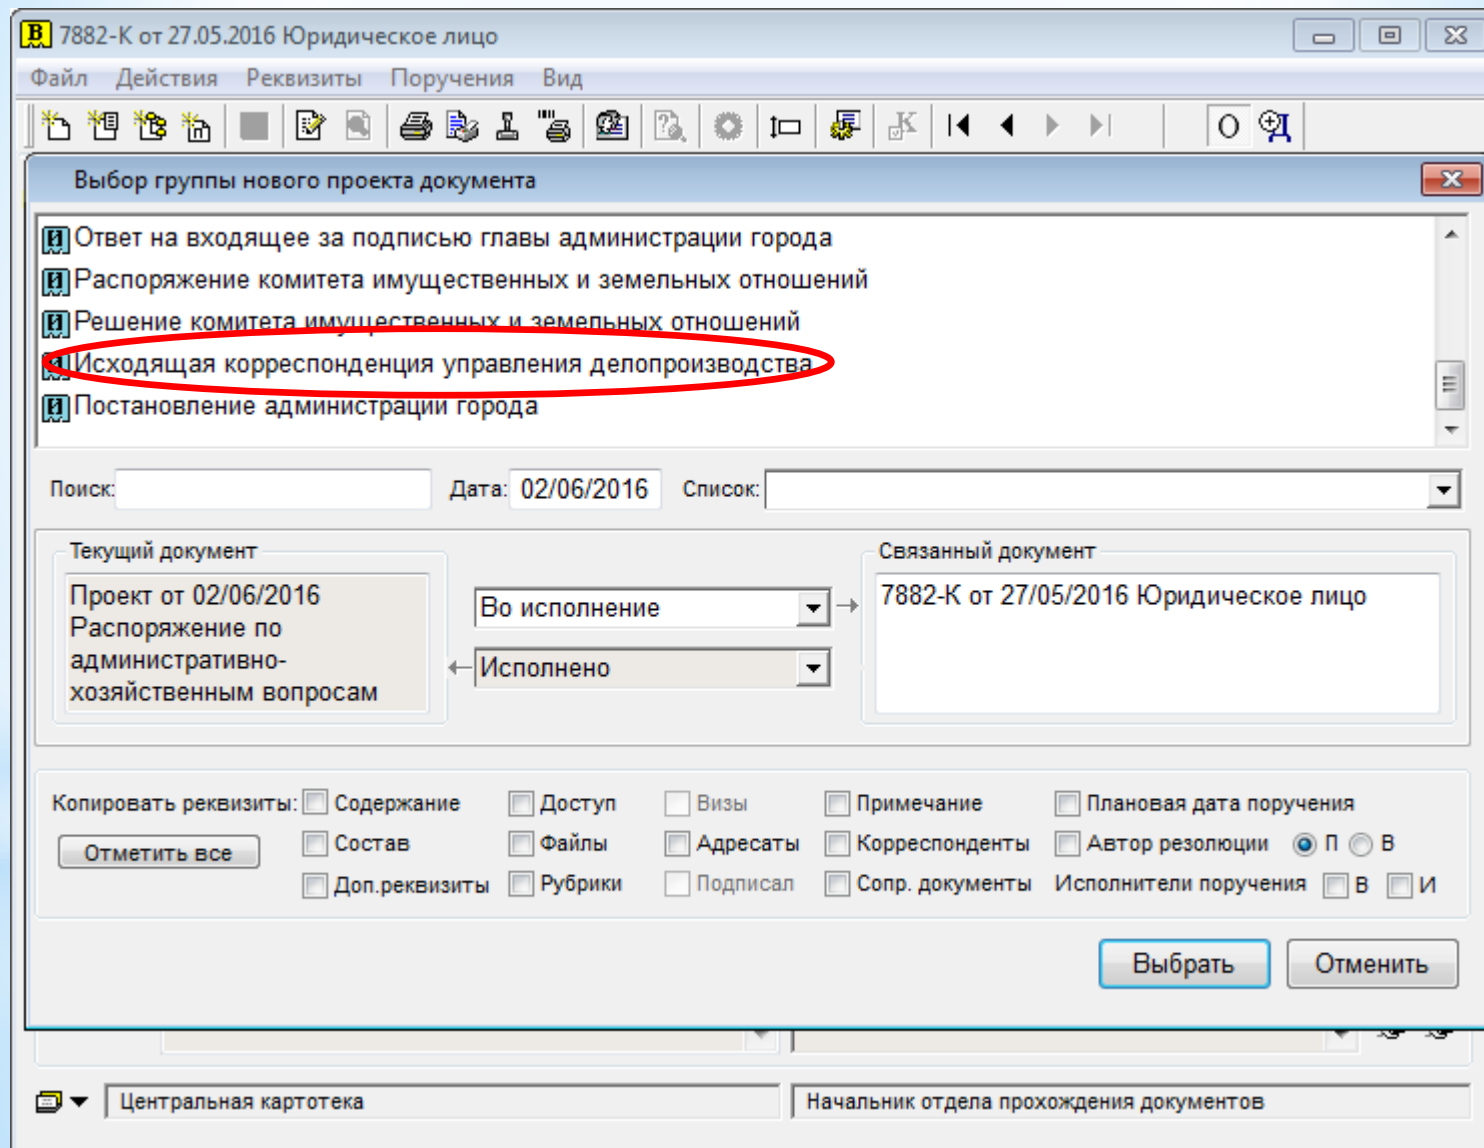 7882-К от 27.05.2016 Юридическое лицо
Файл Действия Реквизиты Поручения Вид
О
Выбор группы нового проекта документа
Ответ на входящее за подписью главы администрации города
Распоряжение комитета имущественных и земельных отношений
Решение комитета имущественных и земельных отношений
Исходящая корреспонденция управления делопроизводства
Постановление администрации города
Поиск: Дата: 02/06/2016 Список:
Текущий документ
Связанный документ
Проект от 02/06/2016
Распоряжение по
административно-
хозяйственным вопросам
Во исполнение
Исполнено
7882-К от 27/05/2016 Юридическое лицо
Копировать реквизиты: Содержание Доступ Визы Примечание Плановая дата поручения
Отметить все Состав Файлы Адресаты Корреспонденты Автор резолюции П В
Доп.реквизиты Рубрики Подписал Сопр. документы Исполнители поручения В И
Выбрать Отменить
Центральная картотека Начальник отдела прохождения документов